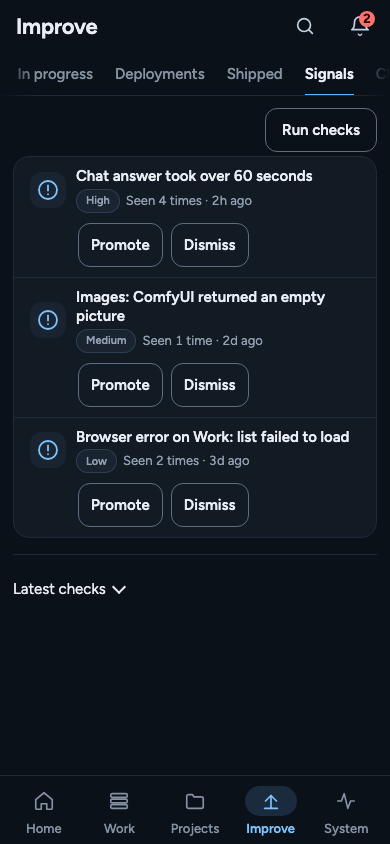 Improve
2
In progress
Deployments
Shipped
Signals
Run checks
Chat answer took over 60 seconds
High
Seen 4 times · 2h ago
Promote
Dismiss
Images: ComfyUI returned an empty
picture
Medium
Seen 1 time · 2d ago
Promote
Dismiss
Browser error on Work: list failed to load
Low
Seen 2 times · 3d ago
Promote
Dismiss
Latest checks
Home
Work
Projects
Improve
System